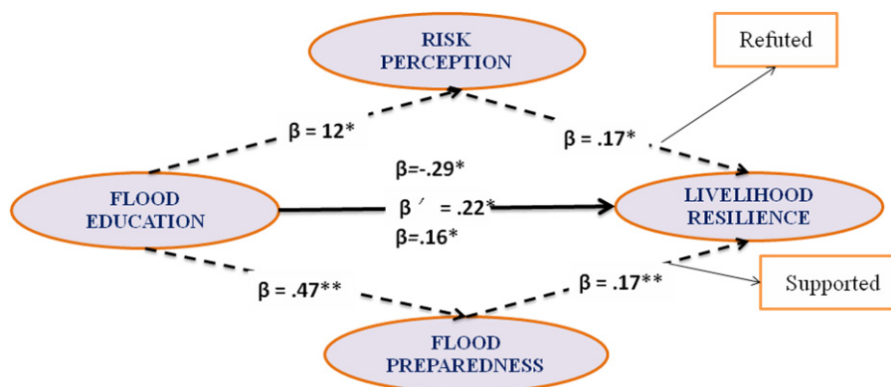 RISK
PERCEPTION
Refuted
β = 12*
β = .17*
β=-.29*
FLOOD
EDUCATION
β´ = .22*
LIVELIHOOD
RESILIENCE
β=.16*
β = .47**
β = .17**
Supported
FLOOD
PREPAREDNESS